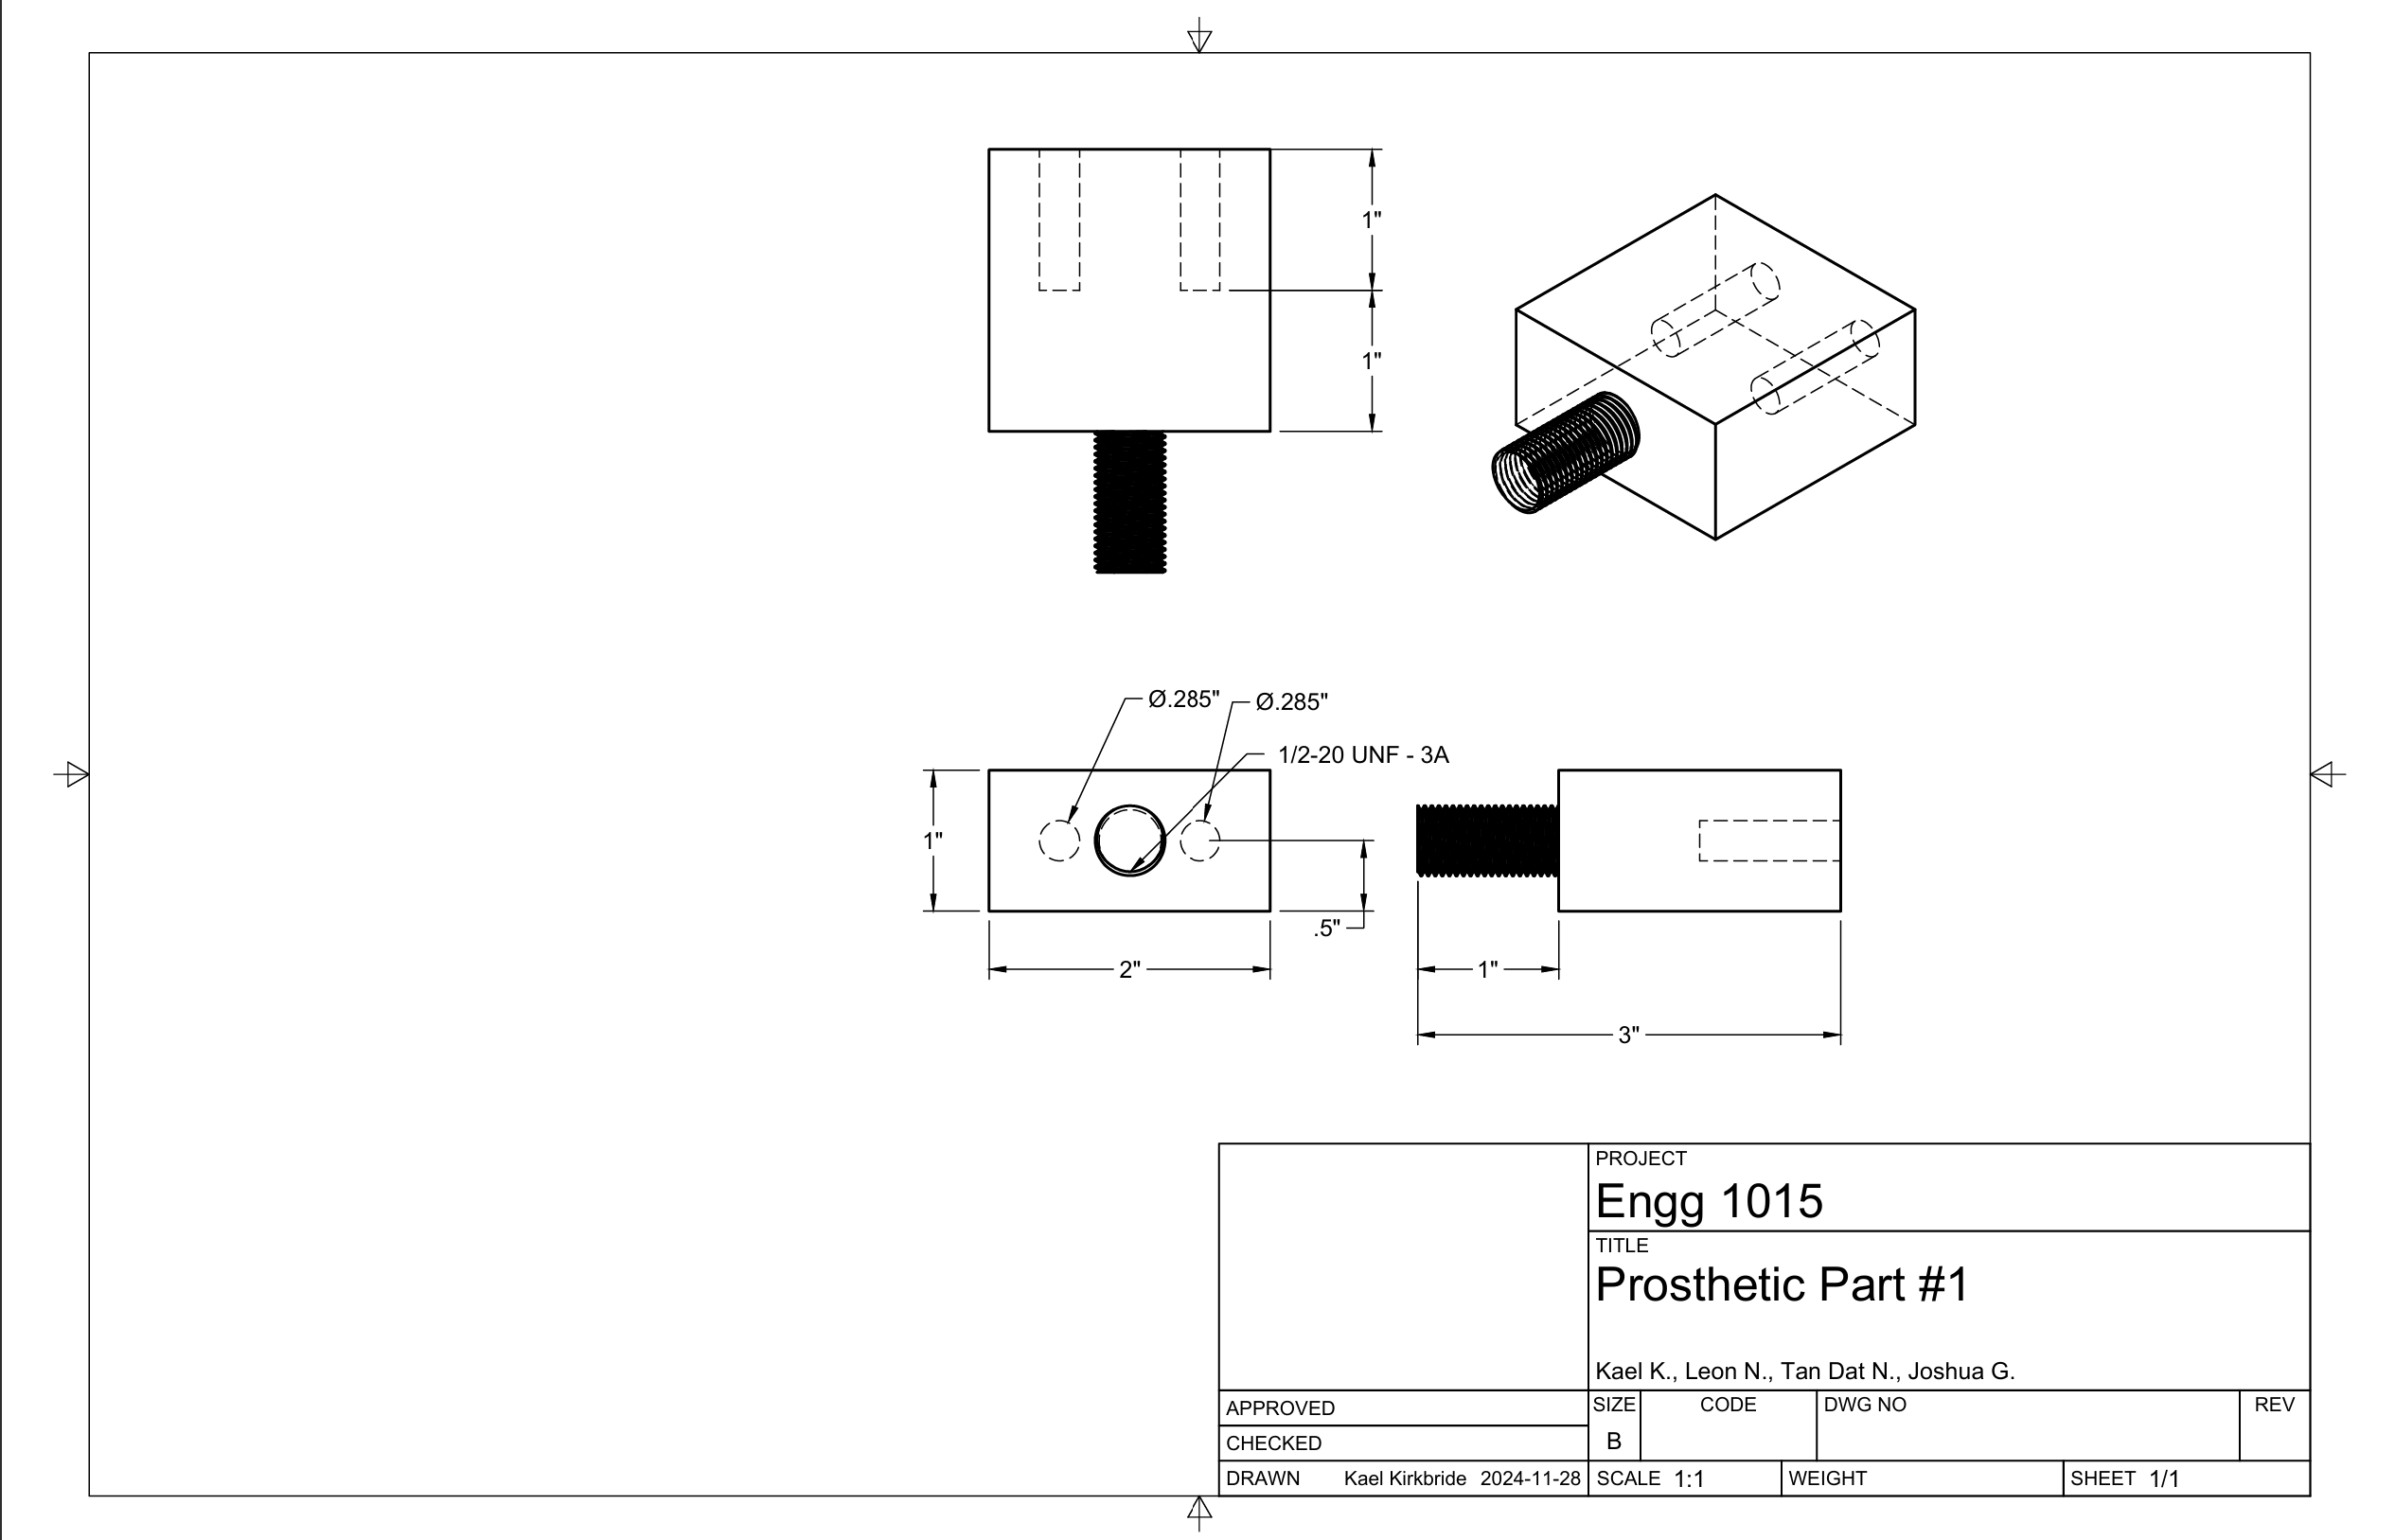 1"
1"
Ø.285"
Ø.285"
1/2-20 UNF - 3A
1"
.5"
2"
1"
3"
PROJECT
Engg 1015
TITLE
Prosthetic Part #1
Kael K., Leon N., Tan Dat N., Joshua G.
APPROVED
CHECKED
SIZE CODE DWG NO REV
B
DRAWN Kael Kirkbride 2024-11-28 SCALE 1:1 WEIGHT SHEET 1/1